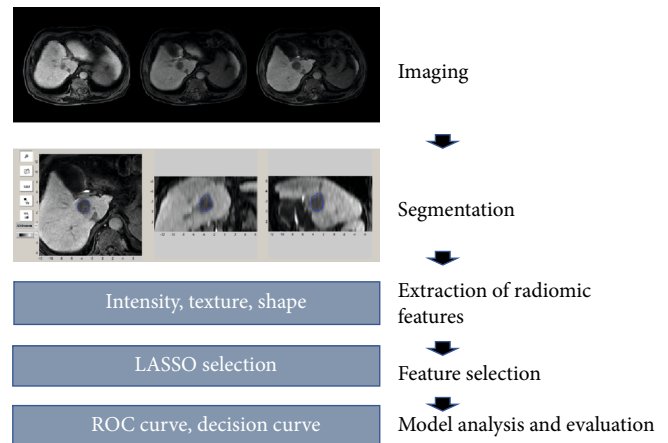 Imaging
Segmentation
Intensity, texture, shape
Extraction of radiomic
features
LASSO selection
Feature selection
ROC curve, decision curve
Model analysis and evaluation